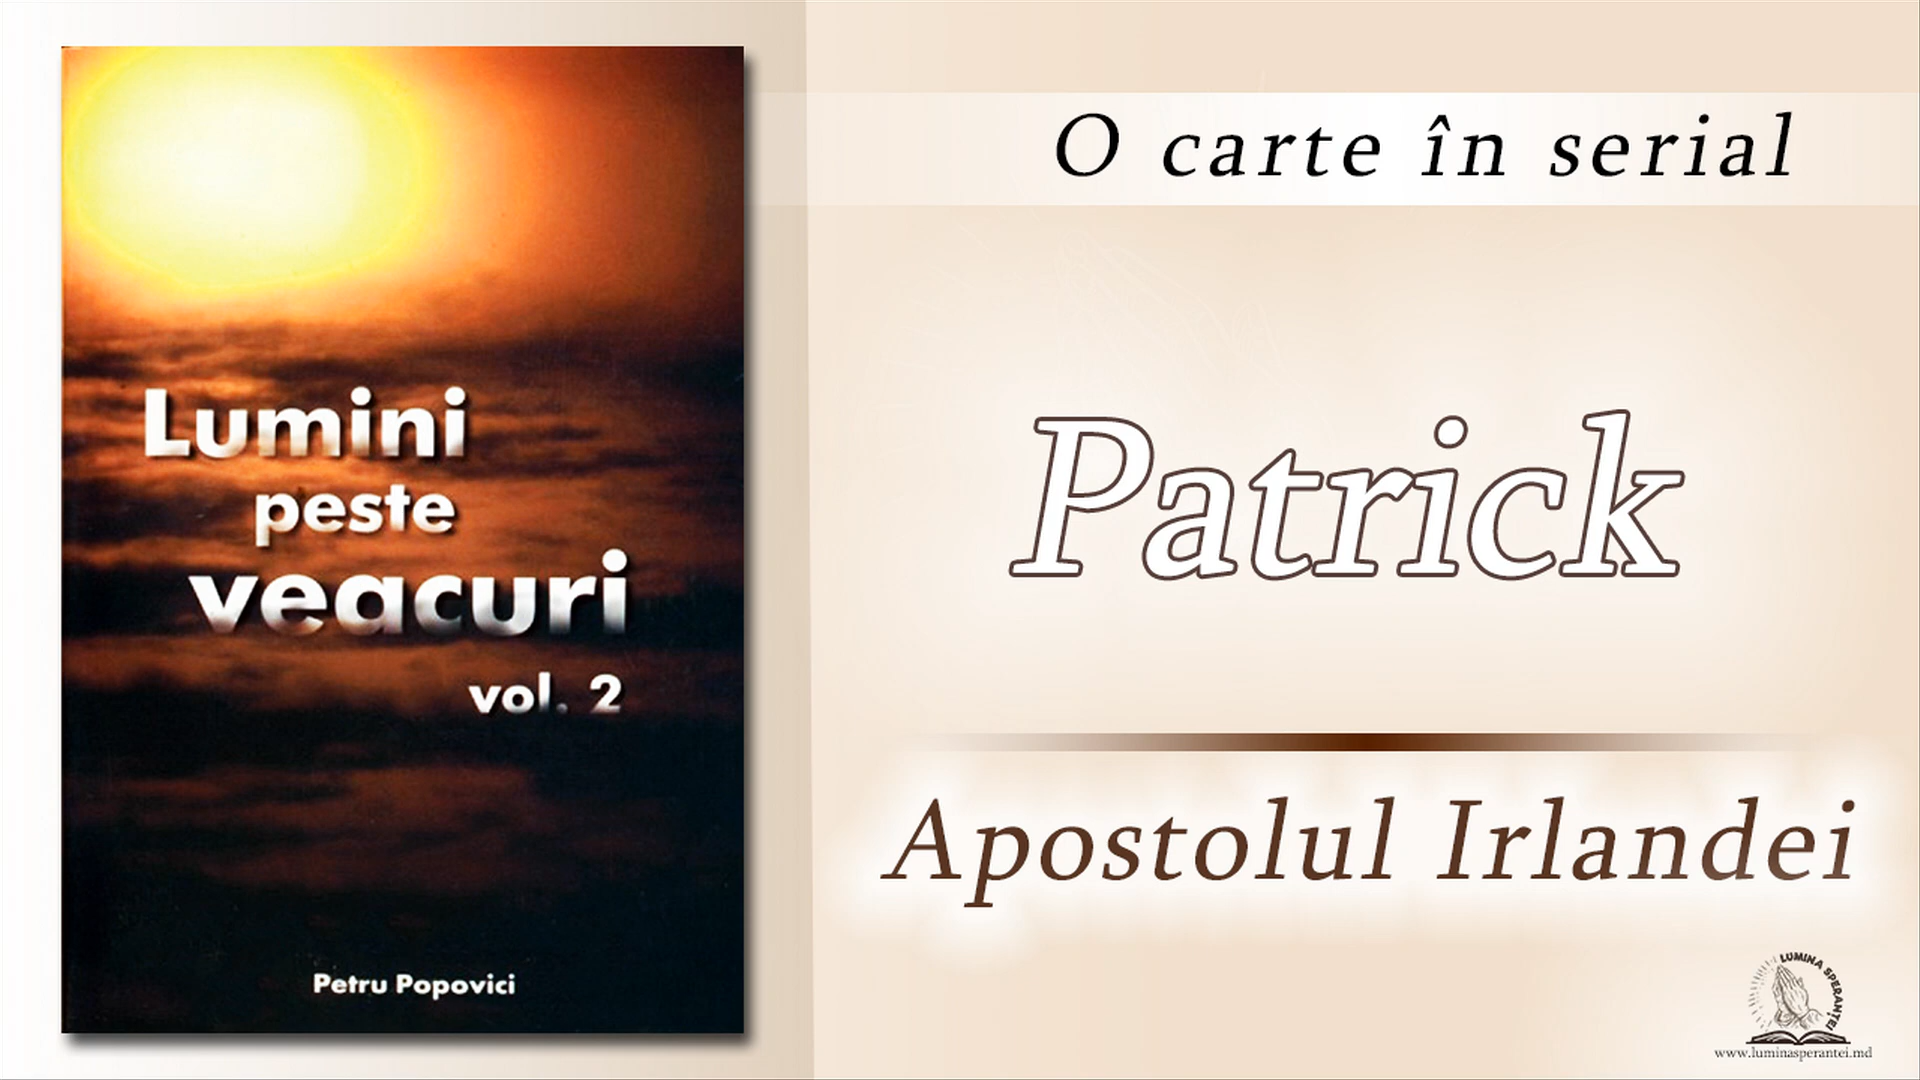 Lumini
peste
veacuri
vol. 2
Petru Popovici
O carte în serial
Patrick
Apostolul Irlandei
LUMINA SPERANȚEI
www.luminasperantei.md